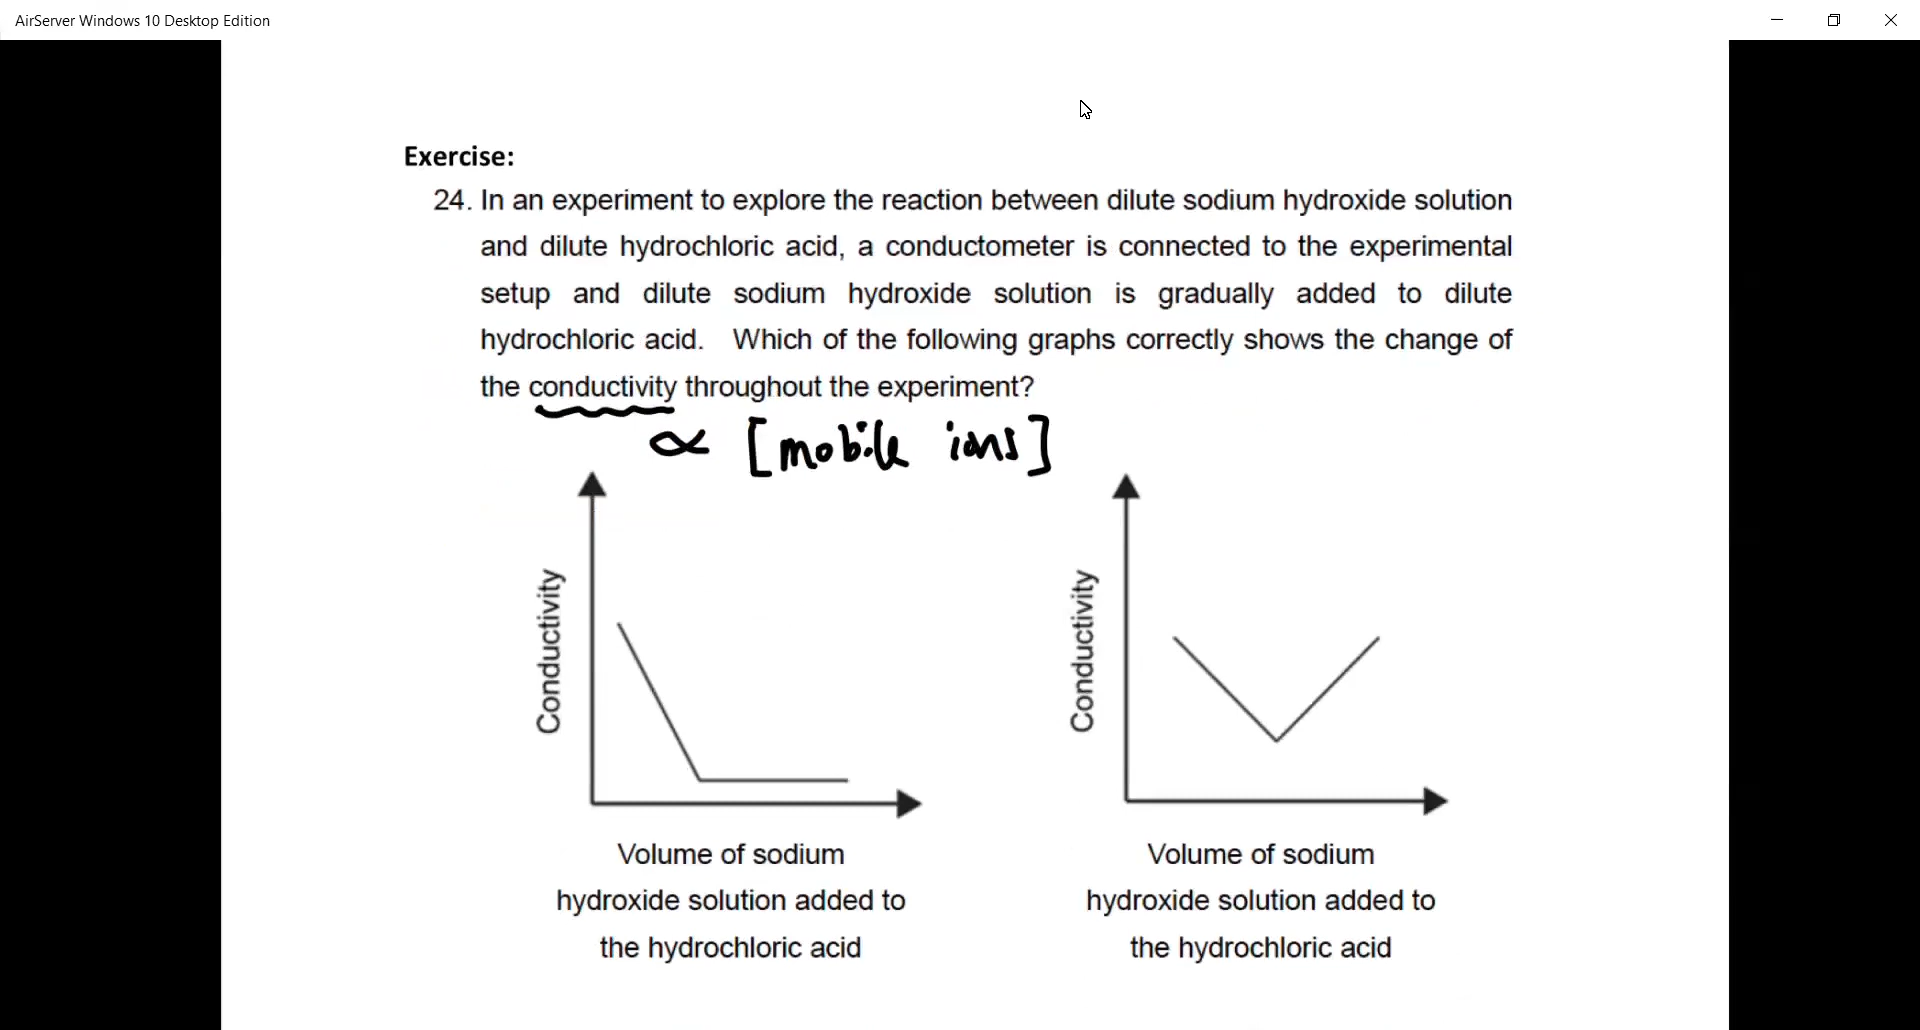 AirServer Windows 10 Desktop Edition
Exercise:
24. In an experiment to explore the reaction between dilute sodium hydroxide solution
and dilute hydrochloric acid, a conductometer is connected to the experimental
setup and dilute sodium hydroxide solution is gradually added to dilute
hydrochloric acid. Which of the following graphs correctly shows the change of
the conductivity throughout the experiment?
∝ [mobile ions]
Conductivity
Volume of sodium
hydroxide solution added to
the hydrochloric acid
Conductivity
Volume of sodium
hydroxide solution added to
the hydrochloric acid